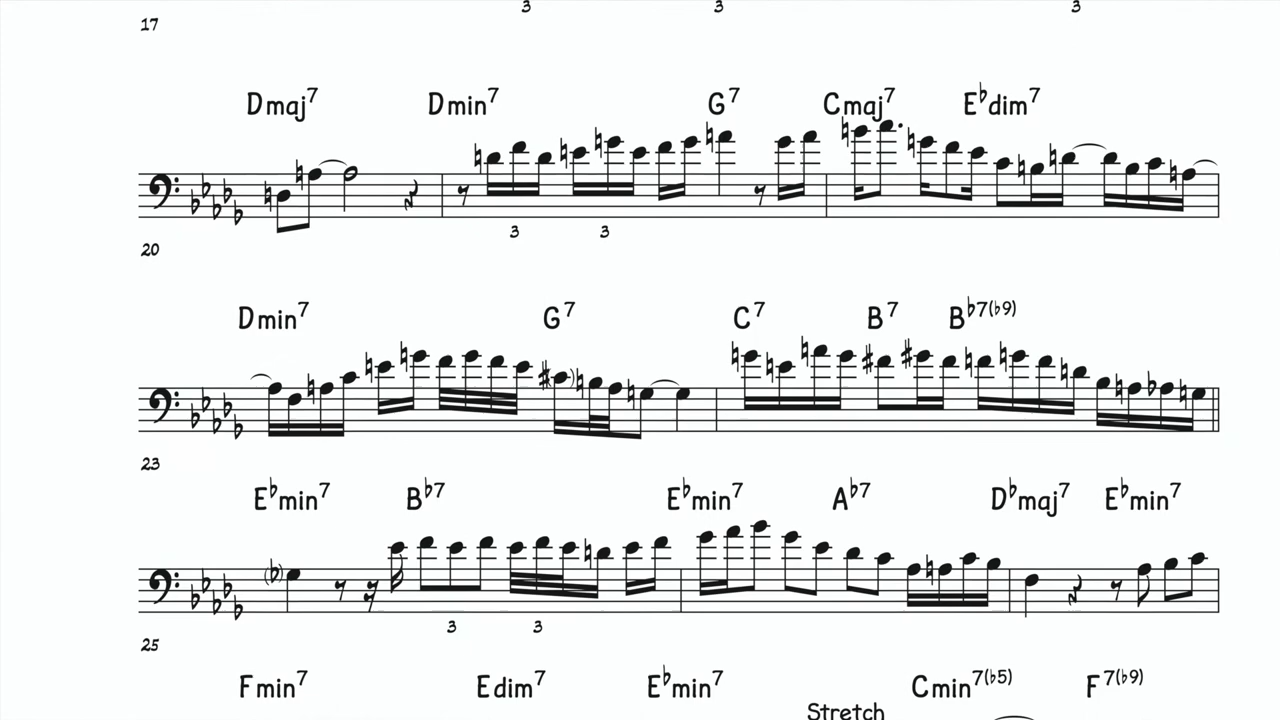 3 3 3
17
Dmaj7 Dmin7 G7 Cmaj7 E♭dim7
3 3
20
Dmin7 G7 C7 B7 B♭7(♭9)
23
E♭min7 B♭7 E♭min7 A♭7 D♭maj7 E♭min7
3 3
25
Fmin7 Edim7 E♭min7 Cmin7(♭5) F7(♭9)
Stretch